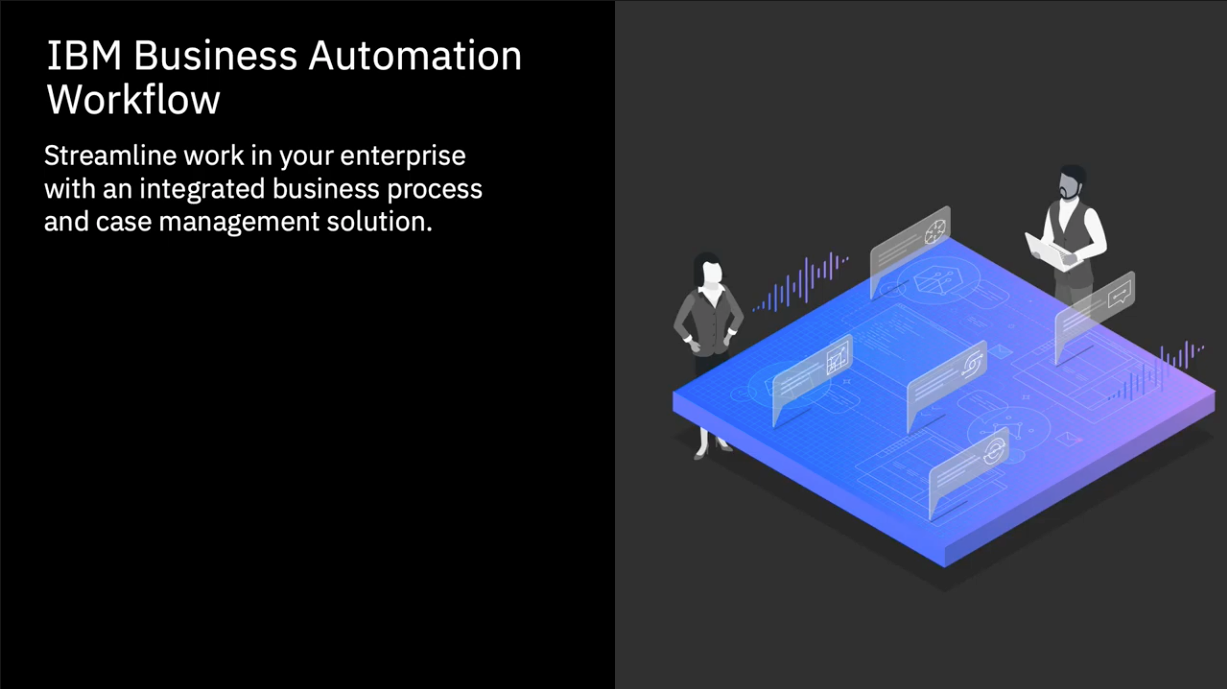 IBM Business Automation
Workflow
Streamline work in your enterprise
with an integrated business process
and case management solution.